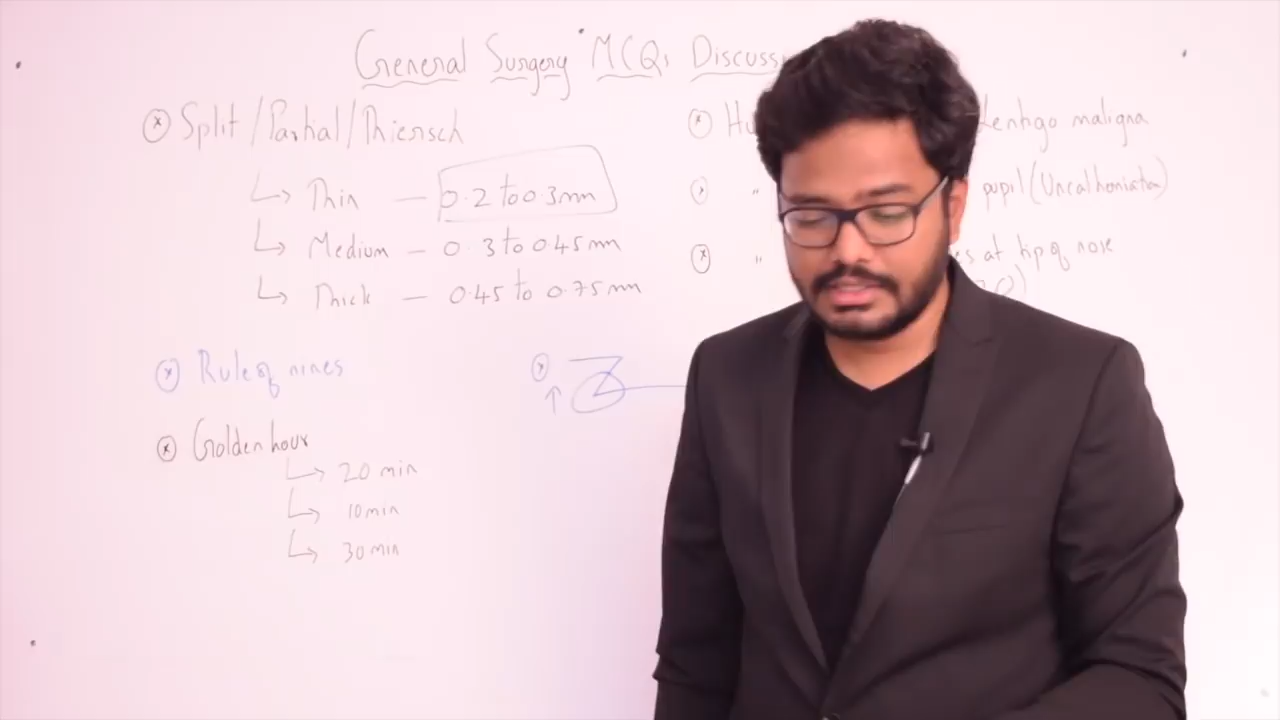 General Surgery MCQs Discuss
Split/Partial/Thiersch
Thin — 0.2 to 0.3mm
Medium — 0.3 to 0.45mm
Thick — 0.45 to 0.75mm
Rule of nines
Golden hour
20 min
10 min
30 min
Hu Lentigo maligna
" pupil
" at tip of nose